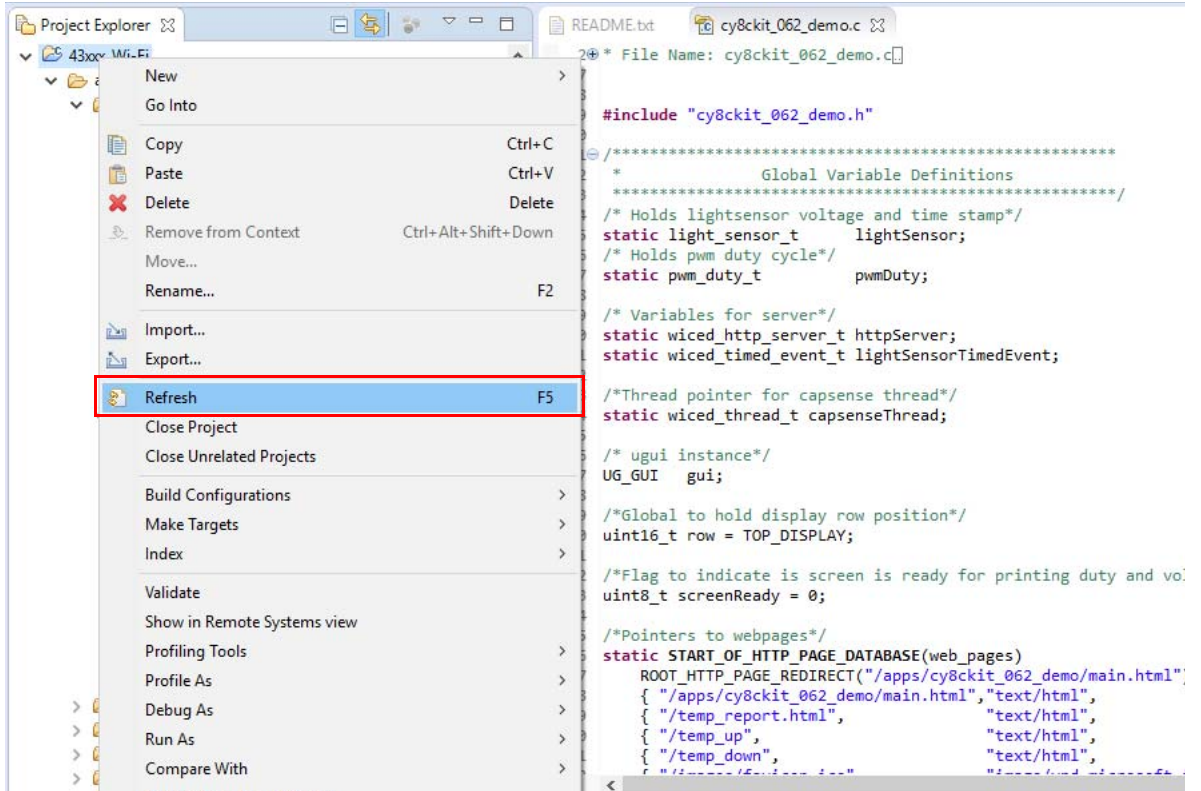 Project Explorer
README.txt
cy8ckit_062_demo.c
43xxx_Wi-Fi
New
Go Into
Copy Ctrl+C
Paste Ctrl+V
Delete Delete
Remove from Context Ctrl+Alt+Shift+Down
Move...
Rename... F2
Import...
Export...
Refresh F5
Close Project
Close Unrelated Projects
Build Configurations
Make Targets
Index
Validate
Show in Remote Systems view
Profiling Tools
Profile As
Debug As
Run As
Compare With
* File Name: cy8ckit_062_demo.c
#include "cy8ckit_062_demo.h"
/******************************************************
* Global Variable Definitions
******************************************************/
/* Holds lightsensor voltage and time stamp*/
static light_sensor_t lightSensor;
/* Holds pwm duty cycle*/
static pwm_duty_t pwmDuty;
/* Variables for server*/
static wiced_http_server_t httpServer;
static wiced_timed_event_t lightSensorTimedEvent;
/*Thread pointer for capsense thread*/
static wiced_thread_t capsenseThread;
/* ugui instance*/
UG_GUI gui;
/*Global to hold display row position*/
uint16_t row = TOP_DISPLAY;
/*Flag to indicate is screen is ready for printing duty and vol
uint8_t screenReady = 0;
/*Pointers to webpages*/
static START_OF_HTTP_PAGE_DATABASE(web_pages)
ROOT_HTTP_PAGE_REDIRECT("/apps/cy8ckit_062_demo/main.html")
{ "/apps/cy8ckit_062_demo/main.html","text/html",
{ "/temp_report.html", "text/html",
{ "/temp_up", "text/html",
{ "/temp_down", "text/html",